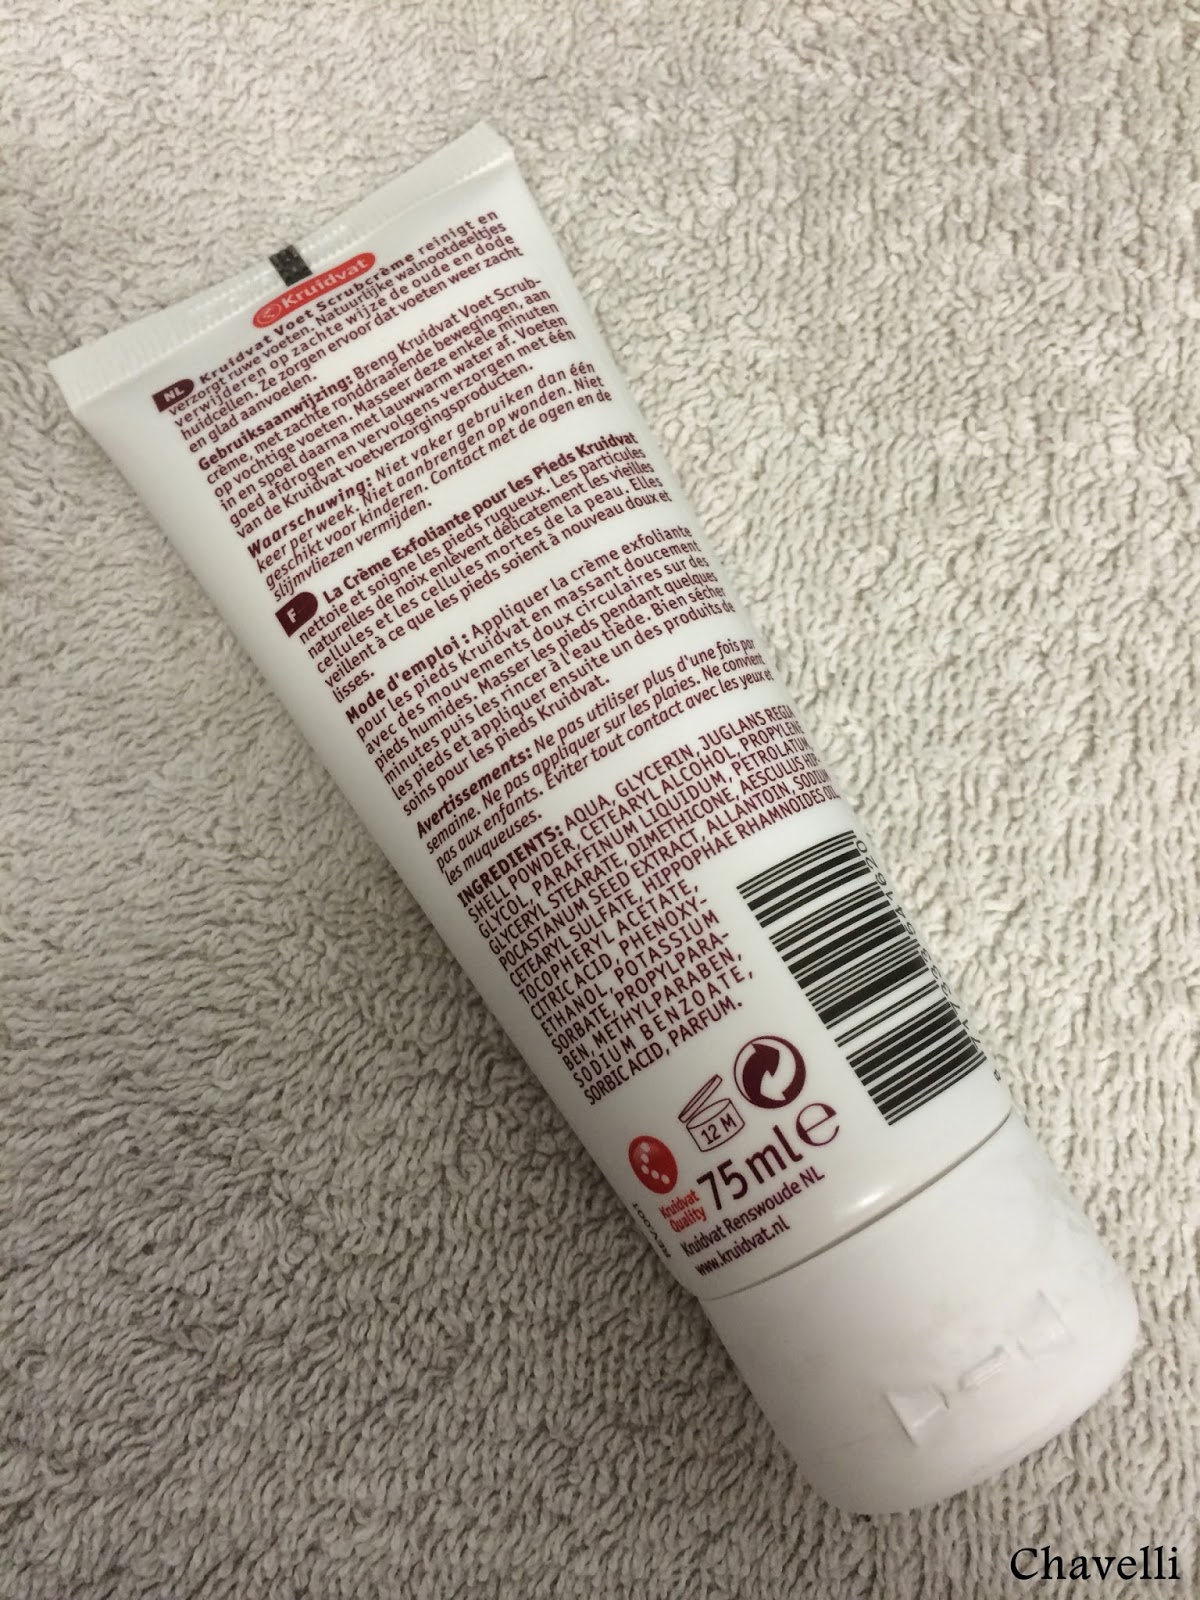 Kruidvat
NL Kruidvat Voet Scrubcrème reinigt en
verzorgt ruwe voeten. Natuurlijke walnootdeeltjes
verwijderen op zachte wijze de oude en dode
huidcellen. Ze zorgen ervoor dat voeten weer zacht
en glad aanvoelen.
Gebruiksaanwijzing: Breng Kruidvat Voet Scrub-
crème, met zachte ronddraaiende bewegingen, aan
op vochtige voeten. Masseer deze enkele minuten
in en spoel daarna met lauwwarm water af. Voeten
goed afdrogen en vervolgens verzorgen met één
van de Kruidvat voetverzorgingsproducten.
Waarschuwing: Niet vaker gebruiken dan één
keer per week. Niet aanbrengen op wonden. Niet
geschikt voor kinderen. Contact met de ogen en de
slijmvliezen vermijden.
F La Crème Exfoliante pour les Pieds Kruidvat
nettoie et soigne les pieds rugueux. Les particules
naturelles de noix enlèvent délicatement les vieilles
cellules et les cellules mortes de la peau. Elles
veillent à ce que les pieds soient à nouveau doux et
lisses.
Mode d'emploi : Appliquer la crème exfoliante
pour les pieds Kruidvat en massant doucement
avec des mouvements doux circulaires sur des
pieds humides. Masser les pieds pendant quelques
minutes puis les rincer à l'eau tiède. Bien sécher
les pieds et appliquer ensuite un des produits de
soins pour les pieds Kruidvat.
Avertissements: Ne pas utiliser plus d'une fois par
semaine. Ne pas appliquer sur les plaies. Ne convient
pas aux enfants. Éviter tout contact avec les yeux et
les muqueuses.
INGREDIENTS: AQUA, GLYCERIN, JUGLANS REGIA
SHELL POWDER, CETEARYL ALCOHOL, PROPYLENE
GLYCOL, PARAFFINUM LIQUIDUM, PETROLATUM,
GLYCERYL STEARATE, DIMETHICONE, AESCULUS HIP-
POCASTANUM SEED EXTRACT, ALLANTOIN, SODIUM
CETEARYL SULFATE, HIPPOPHAE RHAMNOIDES OIL,
TOCOPHERYL ACETATE,
CITRIC ACID, PHENOXY-
ETHANOL, POTASSIUM
SORBATE, PROPYLPARA-
BEN, METHYLPARABEN,
SODIUM BENZOATE,
SORBIC ACID, PARFUM.
12 M
Kruidvat
Quality
75ml e
Kruidvat Renswoude NL
www.kruidvat.nl
Chavelli